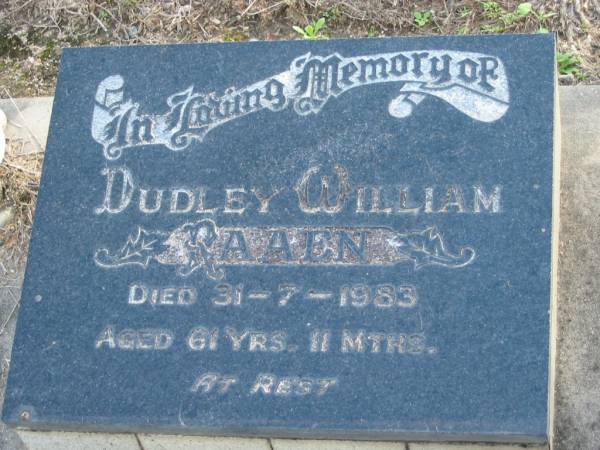 In Loving Memory of
DUDLEY WILLIAM
RAAEN
DIED 31-7-1983
AGED 61 YRS. 11 MTHS.
AT REST